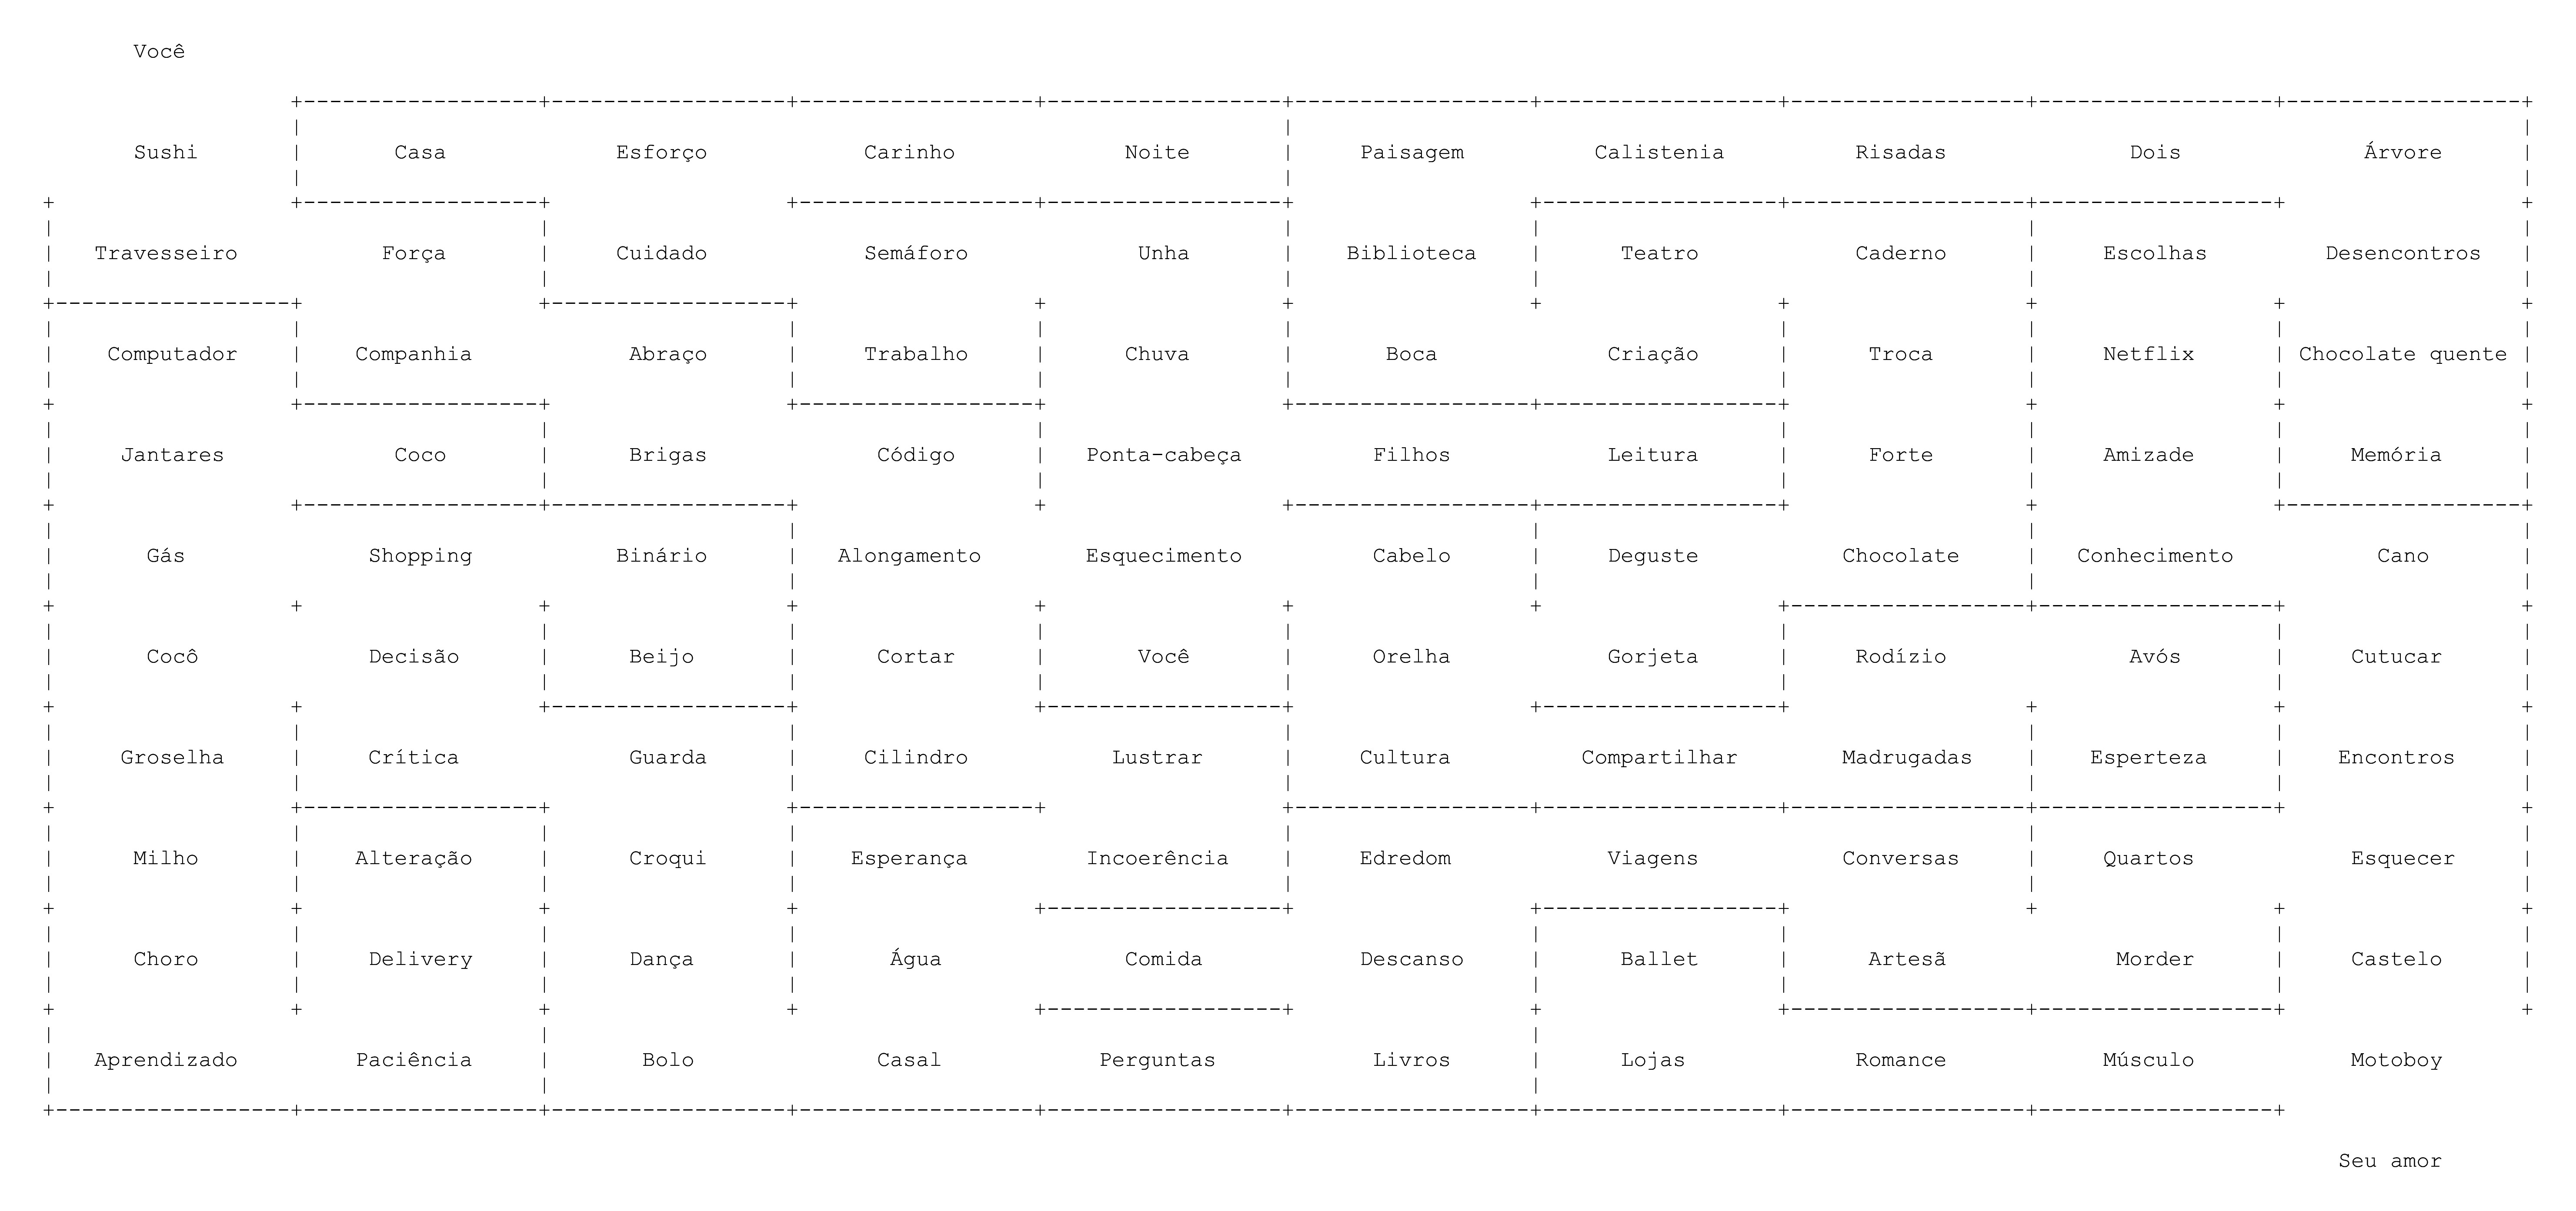 Você
Sushi Casa Esforço Carinho Noite Paisagem Calistenia Risadas Dois Árvore
Travesseiro Força Cuidado Semáforo Unha Biblioteca Teatro Caderno Escolhas Desencontros
Computador Companhia Abraço Trabalho Chuva Boca Criação Troca Netflix Chocolate quente
Jantares Coco Brigas Código Ponta-cabeça Filhos Leitura Forte Amizade Memória
Gás Shopping Binário Alongamento Esquecimento Cabelo Deguste Chocolate Conhecimento Cano
Cocô Decisão Beijo Cortar Você Orelha Gorjeta Rodízio Avós Cutucar
Groselha Crítica Guarda Cilindro Lustrar Cultura Compartilhar Madrugadas Esperteza Encontros
Milho Alteração Croqui Esperança Incoerência Edredom Viagens Conversas Quartos Esquecer
Choro Delivery Dança Água Comida Descanso Ballet Artesã Morder Castelo
Aprendizado Paciência Bolo Casal Perguntas Livros Lojas Romance Músculo Motoboy
Seu amor